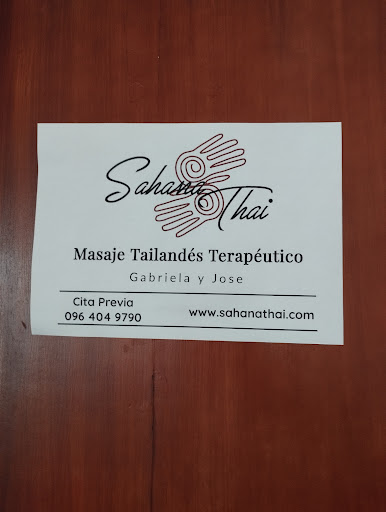 Sahana Thai
Masaje Tailandés Terapéutico
Gabriela y Jose
Cita Previa
096 404 9790
www.sahanathai.com